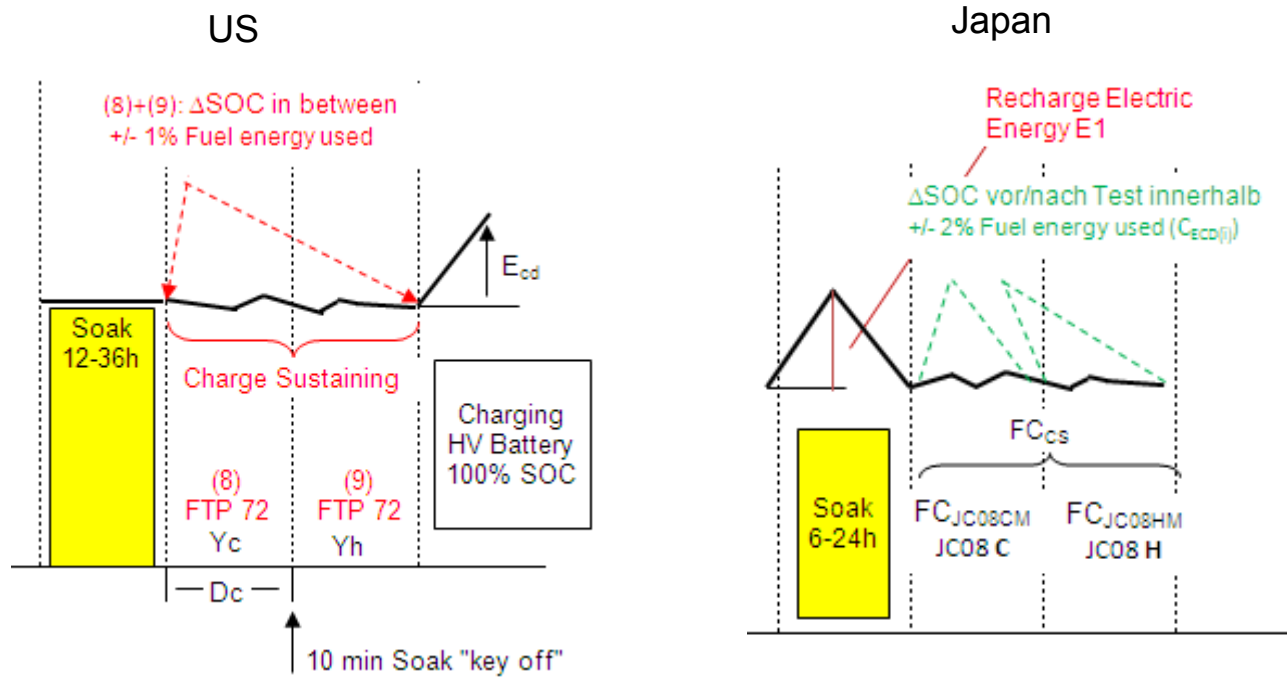 US
(8)+(9): ΔSOC in between
+/- 1% Fuel energy used
Ecd
Soak
12-36h
Charge Sustaining
Charging
HV Battery
100% SOC
(8)
FTP 72
Yc
(9)
FTP 72
Yh
Dc
10 min Soak "key off"
Japan
Recharge Electric
Energy E1
ΔSOC vor/nach Test innerhalb
+/- 2% Fuel energy used (CECD(i))
FCCS
Soak
6-24h
FCJC08CM
JC08 C
FCJC08HM
JC08 H